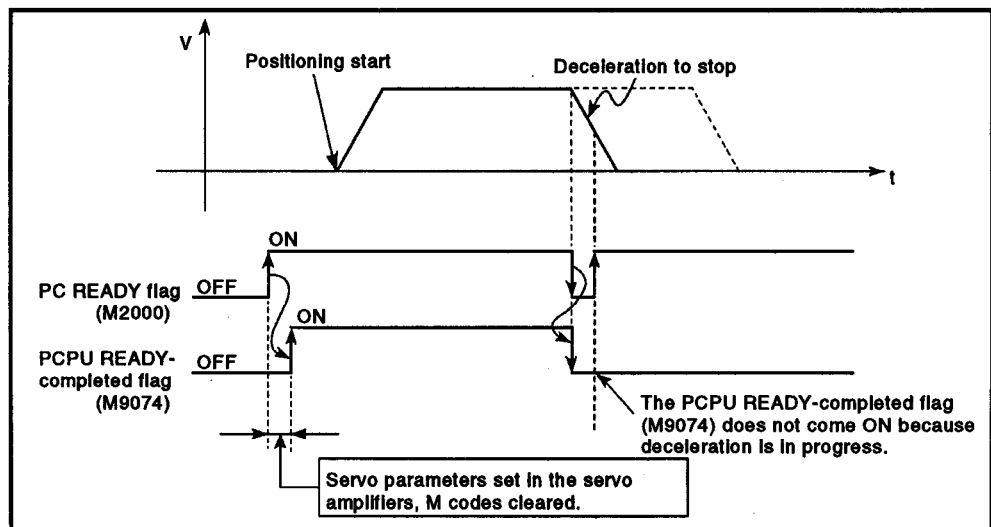 V
Positioning start
Deceleration to stop
t
ON
OFF
PC READY flag
(M2000)
ON
OFF
PCPU READY-
completed flag
(M9074)
The PCPU READY-completed flag
(M9074) does not come ON because
deceleration is in progress.
Servo parameters set in the servo
amplifiers, M codes cleared.